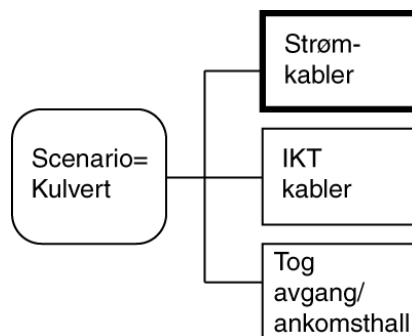 Scenario=
Kulvert
Strøm-
kabler
IKT
kabler
Tog
avgang/
ankomsthall